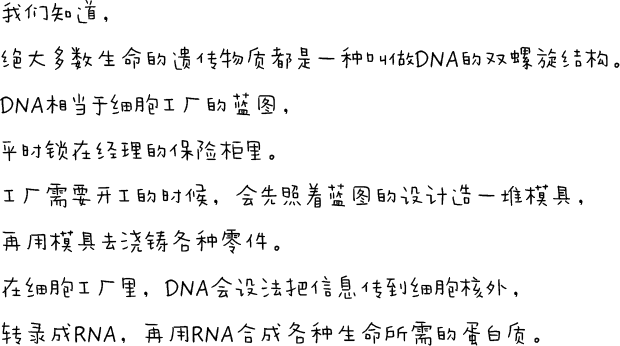 我们知道，
绝大多数生命的遗传物质都是一种叫做DNA的双螺旋结构。
DNA相当于细胞工厂的蓝图，
平时锁在经理的保险柜里。
工厂需要开工的时候，会先照着蓝图的设计造一堆模具，
再用模具去浇铸各种零件。
在细胞工厂里，DNA会设法把信息传到细胞核外，
转录成RNA，再用RNA合成各种生命所需的蛋白质。